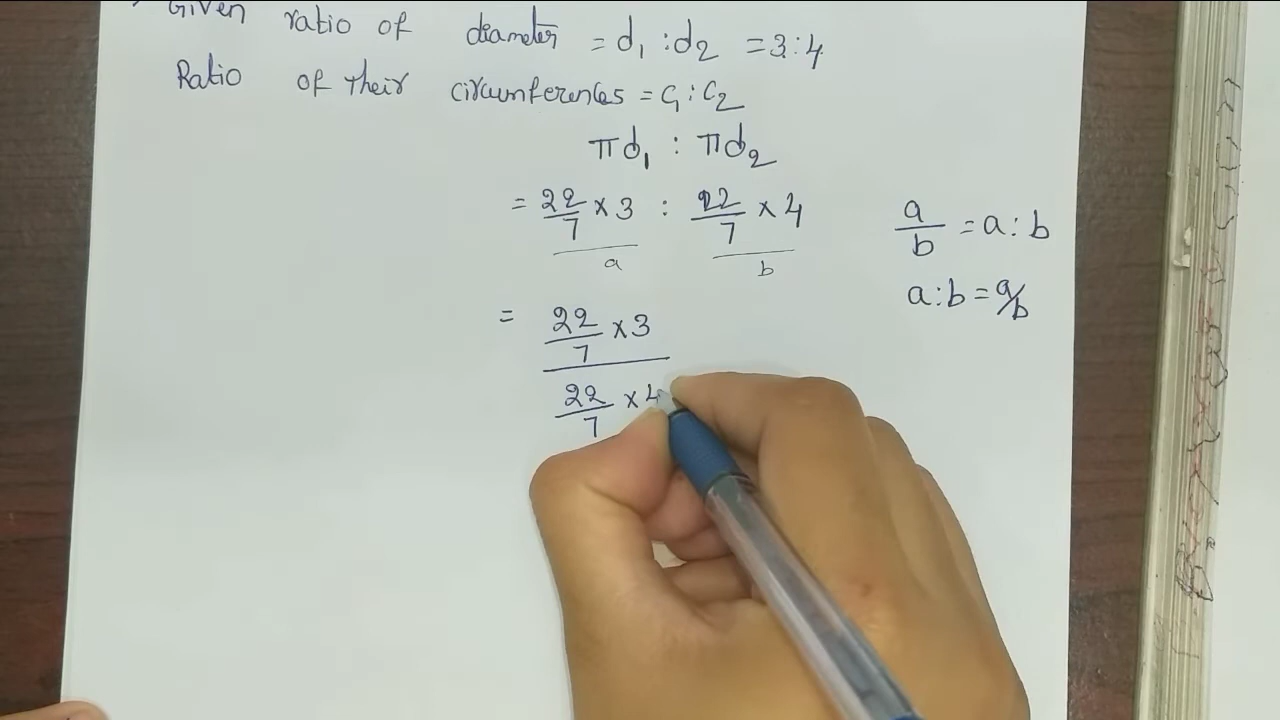 Given ratio of diameter = d₁ : d₂ = 3:4
Ratio of their circumferences = C₁ : C₂
πd₁ : πd₂
= 22/7 × 3 : 22/7 × 4
a b
a/b = a : b
a : b = a/b
= 22/7 × 3
22/7 × 4